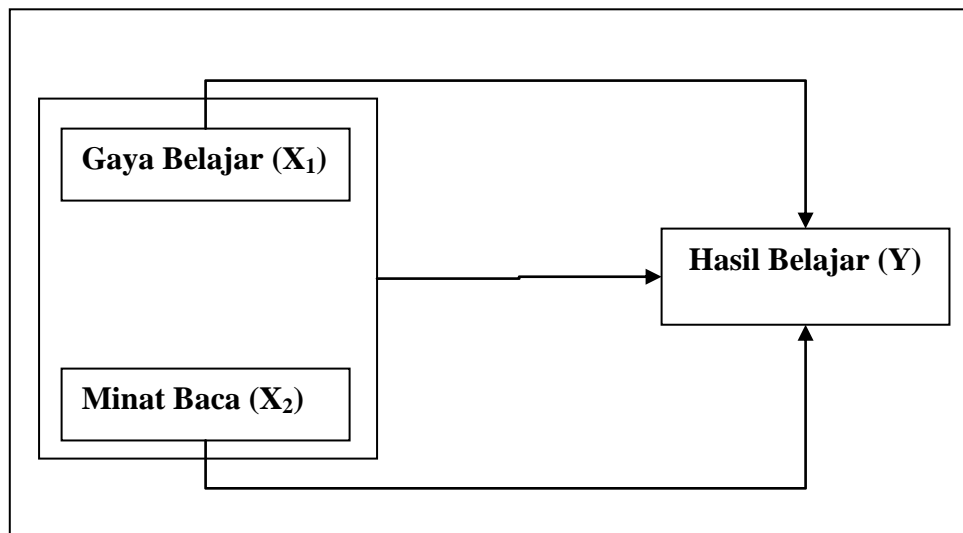 Gaya Belajar (X₁)
Hasil Belajar (Y)
Minat Baca (X₂)